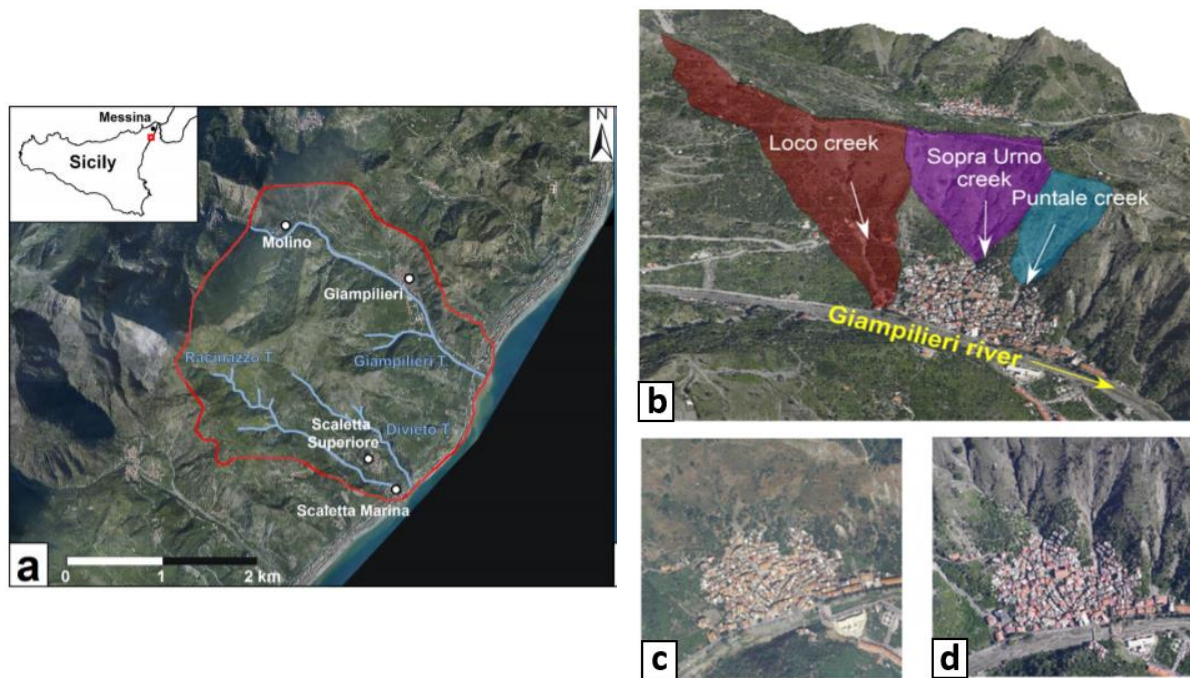 Messina
Sicily
N
Molino
Giampilieri
Racinazzo T.
Giampilieri T.
Scaletta
Superiore
Divieto T.
Scaletta Marina
a
0 1 2 km
Loco creek
Sopra Urno
creek
Puntale creek
Giampilieri river
b
c
d